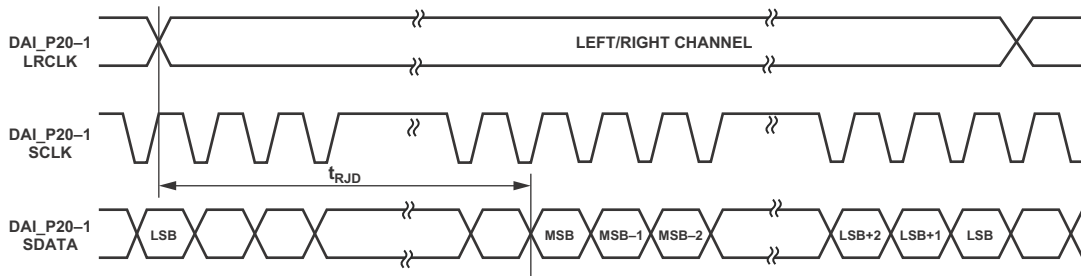 DAI_P20–1
LRCLK
LEFT/RIGHT CHANNEL
DAI_P20–1
SCLK
tRJD
DAI_P20–1
SDATA
LSB
MSB
MSB–1
MSB–2
LSB+2
LSB+1
LSB